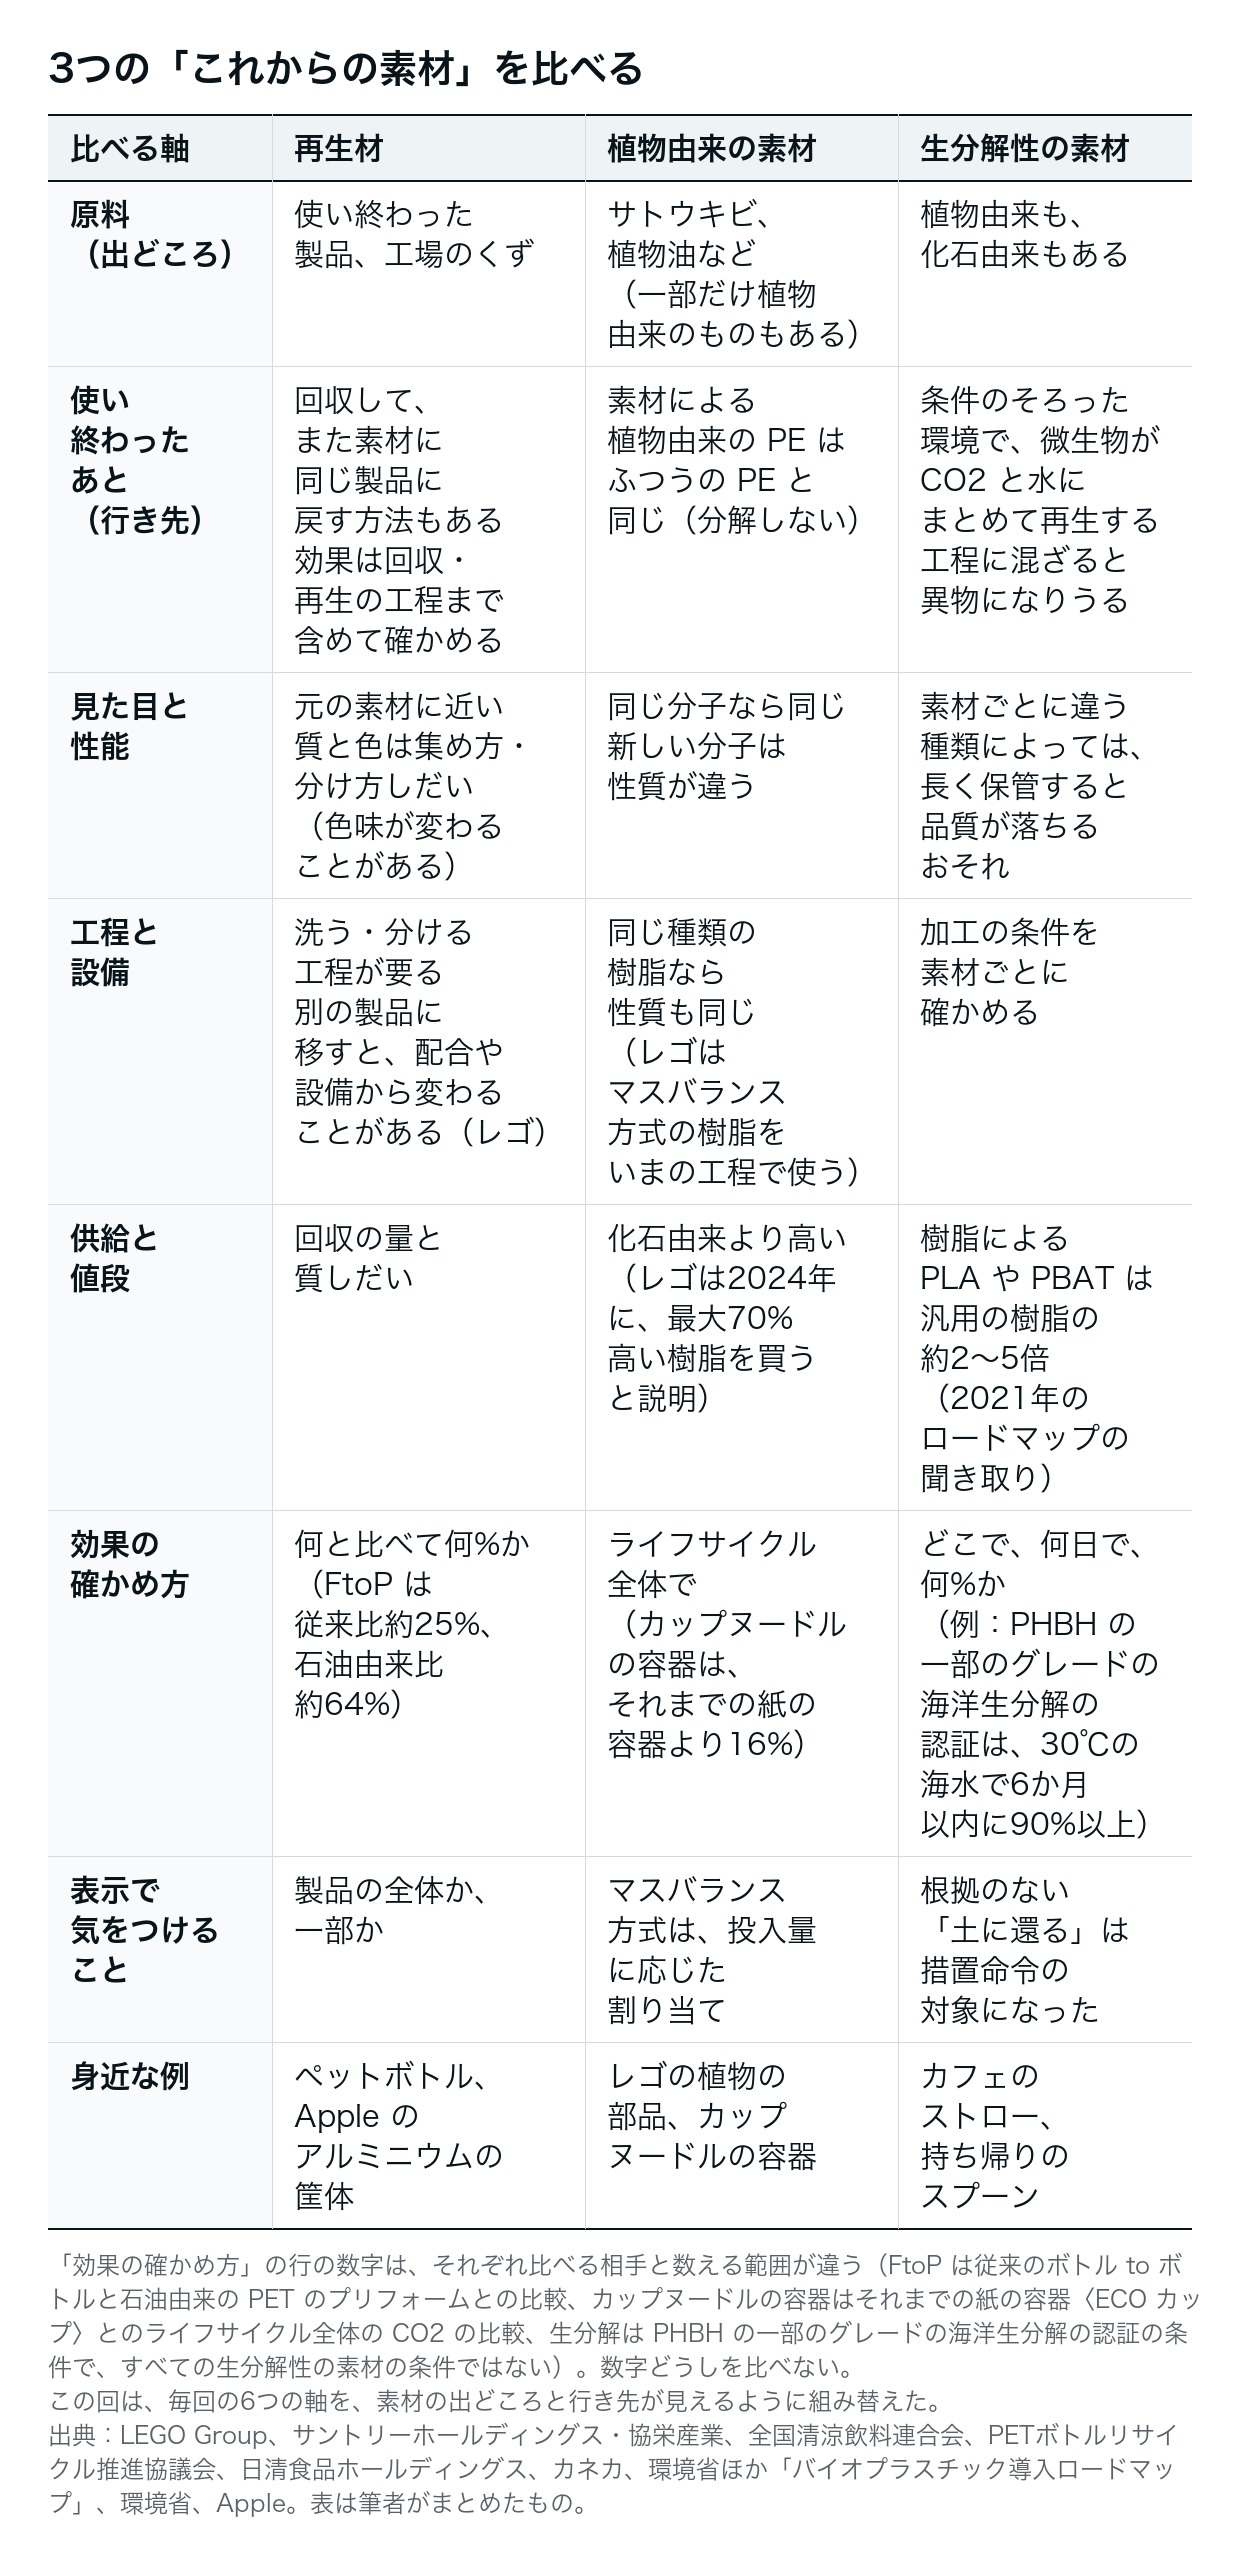 3つの「これからの素材」を比べる
比べる軸
再生材
植物由来の素材
生分解性の素材
原料
（出どころ）
使い終わった
製品、工場のくず
サトウキビ、
植物油など
（一部だけ植物
由来のものもある）
植物由来も、
化石由来もある
使い
終わった
あと
（行き先）
回収して、
また素材に
同じ製品に
戻す方法もある
効果は回収・
再生の工程まで
含めて確かめる
素材による
植物由来の PE は
ふつうの PE と
同じ（分解しない）
条件のそろった
環境で、微生物が
CO2 と水に
まとめて再生する
工程に混ざると
異物になりうる
見た目と
性能
元の素材に近い
質と色は集め方・
分け方しだい
（色味が変わる
ことがある）
同じ分子なら同じ
新しい分子は
性質が違う
素材ごとに違う
種類によっては、
長く保管すると
品質が落ちる
おそれ
工程と
設備
洗う・分ける
工程が要る
別の製品に
移すと、配合や
設備から変わる
ことがある（レゴ）
同じ種類の
樹脂なら
性質も同じ
（レゴは
マスバランス
方式の樹脂を
いまの工程で使う）
加工の条件を
素材ごとに
確かめる
供給と
値段
回収の量と
質しだい
化石由来より高い
（レゴは2024年
に、最大70%
高い樹脂を買う
と説明）
樹脂による
PLA や PBAT は
汎用の樹脂の
約2〜5倍
（2021年の
ロードマップの
聞き取り）
効果の
確かめ方
何と比べて何%か
（FtoP は
従来比約25%、
石油由来比
約64%）
ライフサイクル
全体で
（カップヌードル
の容器は、
それまでの紙の
容器より16%）
どこで、何日で、
何%か
（例：PHBH の
一部のグレードの
海洋生分解の
認証は、30℃の
海水で6か月
以内に90%以上）
表示で
気をつける
こと
製品の全体か、
一部か
マスバランス
方式は、投入量
に応じた
割り当て
根拠のない
「土に還る」は
措置命令の
対象になった
身近な例
ペットボトル、
Apple の
アルミニウムの
筐体
レゴの植物の
部品、カップ
ヌードルの容器
カフェの
ストロー、
持ち帰りの
スプーン
「効果の確かめ方」の行の数字は、それぞれ比べる相手と数える範囲が違う（FtoP は従来のボトル to ボ
トルと石油由来の PET のプリフォームとの比較、カップヌードルの容器はそれまでの紙の容器〈ECO カッ
プ〉とのライフサイクル全体の CO2 の比較、生分解は PHBH の一部のグレードの海洋生分解の認証の条
件で、すべての生分解性の素材の条件ではない）。数字どうしを比べない。
この回は、毎回の6つの軸を、素材の出どころと行き先が見えるように組み替えた。
出典：LEGO Group、サントリーホールディングス・協栄産業、全国清涼飲料連合会、PETボトルリサイ
クル推進協議会、日清食品ホールディングス、カネカ、環境省ほか「バイオプラスチック導入ロードマッ
プ」、環境省、Apple。表は筆者がまとめたもの。